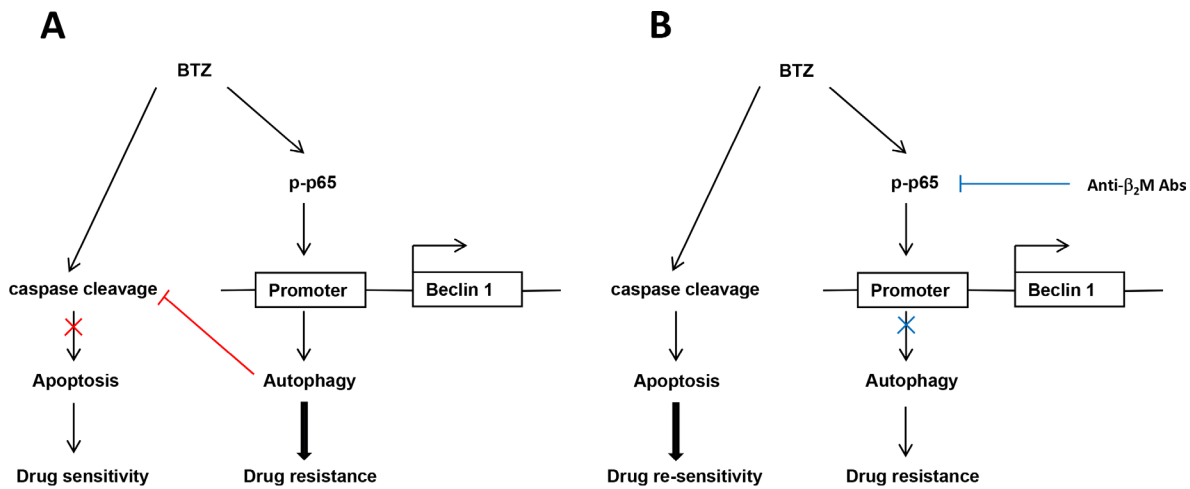 A
B
BTZ
BTZ
p-p65
p-p65
Anti-β₂M Abs
caspase cleavage
Promoter
Beclin 1
caspase cleavage
Promoter
Beclin 1
Apoptosis
Autophagy
Apoptosis
Autophagy
Drug sensitivity
Drug resistance
Drug re-sensitivity
Drug resistance